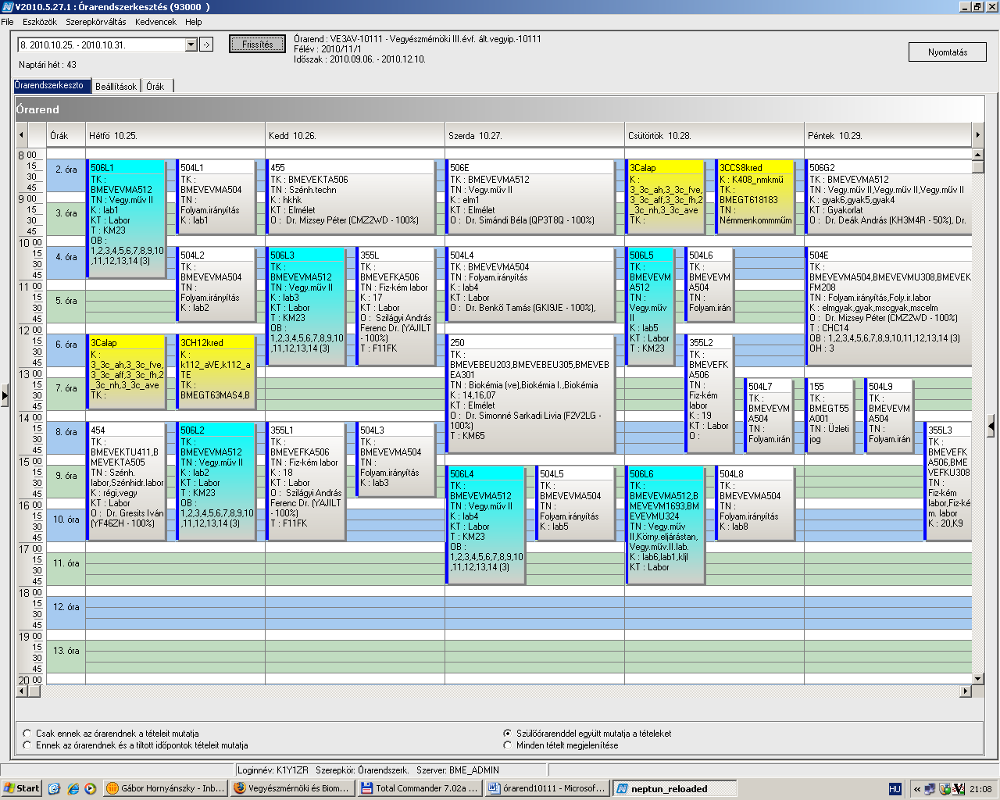 V2010.5.27.1 : Órarendszerkesztés (93000 )
File Eszközök Szerepkörváltás Kedvencek Help
8. 2010.10.25. - 2010.10.31.
->
Frissítés
Órarend : VE3AV-10111 - Vegyészmérnöki III.évf. ált.vegyip.-10111
Félév : 2010/11/1
Időszak : 2010.09.06. - 2010.12.10.
Nyomtatás
Naptári hét : 43
Órarendszerkeszto Beállítások Órák
Órarend
Órák Hétfő 10.25. Kedd 10.26. Szerda 10.27. Csütörtök 10.28. Péntek 10.29.
8 00
15
30
45
9 00
15
30
45
10 00
15
30
45
11 00
15
30
45
12 00
15
30
45
13 00
15
30
45
14 00
15
30
45
15 00
15
30
45
16 00
15
30
45
17 00
15
30
45
18 00
15
30
45
19 00
15
30
45
20 00
2. óra
3. óra
4. óra
5. óra
6. óra
7. óra
8. óra
9. óra
10. óra
11. óra
12. óra
13. óra
506L1
TK :
BMEVEVMA512
TN : Vegy.műv II
K : lab1
KT : Labor
T : KM23
OB :
1,2,3,4,5,6,7,8,9,10
,11,12,13,14 (3)
504L1
TK :
BMEVEVMA504
TN :
Folyam.irányítás
K : lab1
504L2
TK :
BMEVEVMA504
TN :
Folyam.irányítás
K : lab2
3Calap
K :
3_3c_ah,3_3c_fve,
3_3c_aff,3_3c_fh,2
_3c_nh,3_3c_ave
TK :
3CH12kred
K :
k112_aVE,k112_a
TE
TK :
BMEGT63MAS4,B
454
TK :
BMEVEKTU411,B
MEVEKTA505
TN : Szénh.
labor,Szénhidr.labor
K : régi,vegy
KT : Labor
O : Dr. Gresits Iván
(YF46ZH - 100%)
506L2
TK :
BMEVEVMA512
TN : Vegy.műv II
K : lab2
KT : Labor
T : KM23
OB :
1,2,3,4,5,6,7,8,9,10
,11,12,13,14 (3)
455
TK : BMEVEKTA506
TN : Szénh.techn
K : hkhk
KT : Elmélet
O : Dr. Mizsey Péter (CMZ2WD - 100%)
506L3
TK :
BMEVEVMA512
TN : Vegy.műv II
K : lab3
KT : Labor
T : KM23
OB :
1,2,3,4,5,6,7,8,9,10
,11,12,13,14 (3)
355L
TK :
BMEVEFKA506
TN : Fiz-kém labor
K : 17
KT : Labor
O : Szilágyi András
Ferenc Dr. (YAJILT
- 100%)
T : F11FK
355L1
TK :
BMEVEFKA506
TN : Fiz-kém labor
K : 18
KT : Labor
O : Szilágyi András
Ferenc Dr. (YAJILT
- 100%)
T : F11FK
504L3
TK :
BMEVEVMA504
TN :
Folyam.irányítás
K : lab3
506E
TK : BMEVEVMA512
TN : Vegy.műv II
K : elm1
KT : Elmélet
O : Dr. Simándi Béla (QP3T8Q - 100%)
504L4
TK : BMEVEVMA504
TN : Folyam.irányítás
K : lab4
KT : Labor
O : Dr. Benkő Tamás (GKI9JE - 100%),
250
TK :
BMEVEBEU203,BMEVEBEU305,BMEVEB
EA301
TN : Biokémia (ve),Biokémia I.,Biokémia
K : 14,16,07
KT : Elmélet
O : Dr. Simonné Sarkadi Livia (F2V2LG -
100%)
T : KM65
506L4
TK :
BMEVEVMA512
TN : Vegy.műv II
K : lab4
KT : Labor
T : KM23
OB :
1,2,3,4,5,6,7,8,9,10
,11,12,13,14 (3)
504L5
TK :
BMEVEVMA504
TN :
Folyam.irányítás
K : lab5
3Calap
K :
3_3c_ah,3_3c_fve,
3_3c_aff,3_3c_fh,2
_3c_nh,3_3c_ave
TK :
3CCS8kred
K : K408_nmkmű
TK :
BMEGT618183
TN :
Némmenkommműm
506L5
TK :
BMEVEVM
A512
TN :
Vegy.műv
II
K : lab5
KT : Labor
T : KM23
504L6
TK :
BMEVEVM
A504
TN :
Folyam.irán
355L2
TK :
BMEVEFK
A506
TN :
Fiz-kém
labor
K : 19
KT : Labor
O :
504L7
TK :
BMEVEVM
A504
TN :
Folyam.irán
506L6
TK :
BMEVEVMA512,B
MEVEVM1693,BM
EVEVMU324
TN : Vegy.műv
II,Körny.eljárástan,
Vegy.műv.II.lab.
K : lab6,lab1,kljl
KT : Labor
504L8
TK :
BMEVEVMA504
TN :
Folyam.irányítás
K : lab8
506G2
TK : BMEVEVMA512
TN : Vegy.műv II,Vegy.műv II,Vegy.műv II
K : gyak6,gyak5,gyak4
KT : Gyakorlat
O : Dr. Deák András (KH3M4R - 50%), Dr.
504E
TK :
BMEVEVMA504,BMEVEVMU308,BMEVEK
FM208
TN : Folyam.irányítás,Foly.ir.labor
K : elmgyak,gyak,mscgyak,mscelm
O : Dr. Mizsey Péter (CMZ2WD - 100%)
T : CHC14
OB : 1,2,3,4,5,6,7,8,9,10,11,12,13,14 (3)
OH : 3
155
TK :
BMEGT55
A001
TN : Üzleti
jog
504L9
TK :
BMEVEVM
A504
TN :
Folyam.irán
355L3
TK :
BMEVEFK
A506,BME
VEFKU308
TN :
Fiz-kém
labor,Fiz-ké
m. labor
K : 20,K9
Csak ennek az órarendnek a tételeit mutatja
Ennek az órarendnek és a tiltott időpontok tételeit mutatja
Szülőórarenddel együtt mutatja a tételeket
Minden tételt megjelenítése
Loginnév: K1Y1ZR Szerepkör: Órarendszerk. Szerver: BME_ADMIN
Start
Gábor Hornyánszky - Inb...
Vegyészmérnöki és Biom...
Total Commander 7.02a ...
órarend10111 - Microsof...
neptun_reloaded
HU
«
21:08